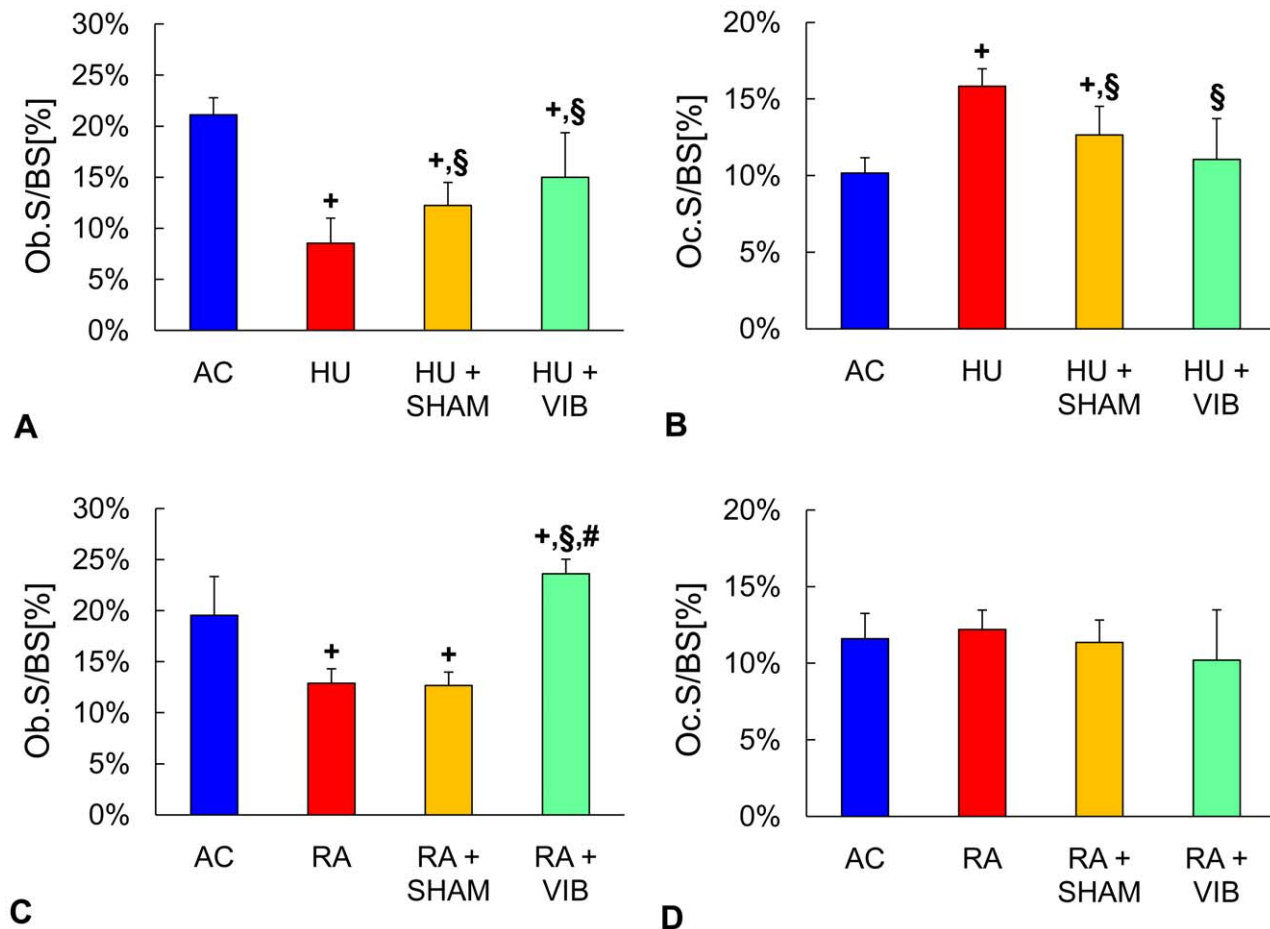 30%
25%
20%
15%
10%
5%
0%
Ob.S/BS[%]
+
+,§
+,§
AC
HU
HU +
SHAM
HU +
VIB
A
20%
15%
10%
5%
0%
Oc.S/BS[%]
+
+,§
§
AC
HU
HU +
SHAM
HU +
VIB
B
30%
25%
20%
15%
10%
5%
0%
Ob.S/BS[%]
+
+
+,§,#
AC
RA
RA +
SHAM
RA +
VIB
C
20%
15%
10%
5%
0%
Oc.S/BS[%]
AC
RA
RA +
SHAM
RA +
VIB
D